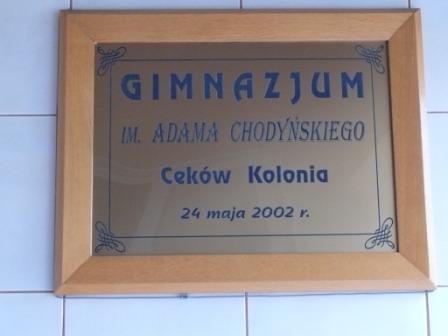 GIMNAZJUM
IM. ADAMA CHODYŃSKIEGO
Ceków Kolonia
24 maja 2002 r.